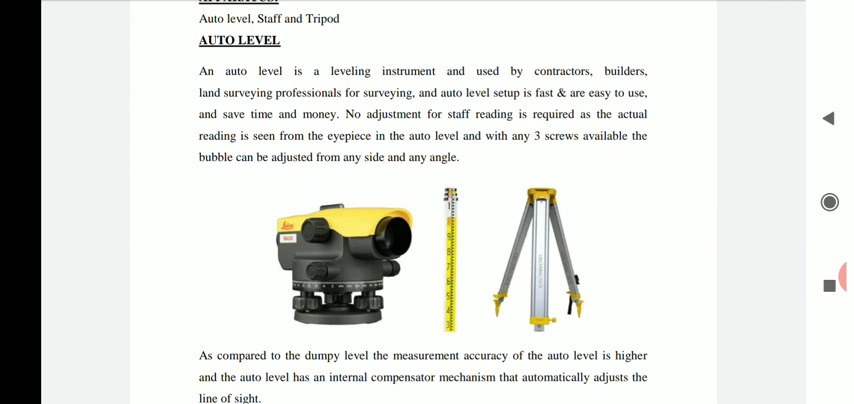 APPARATUS:
Auto level, Staff and Tripod
AUTO LEVEL
An auto level is a leveling instrument and used by contractors, builders,
land surveying professionals for surveying, and auto level setup is fast & are easy to use,
and save time and money. No adjustment for staff reading is required as the actual
reading is seen from the eyepiece in the auto level and with any 3 screws available the
bubble can be adjusted from any side and any angle.
Leica
As compared to the dumpy level the measurement accuracy of the auto level is higher
and the auto level has an internal compensator mechanism that automatically adjusts the
line of sight.